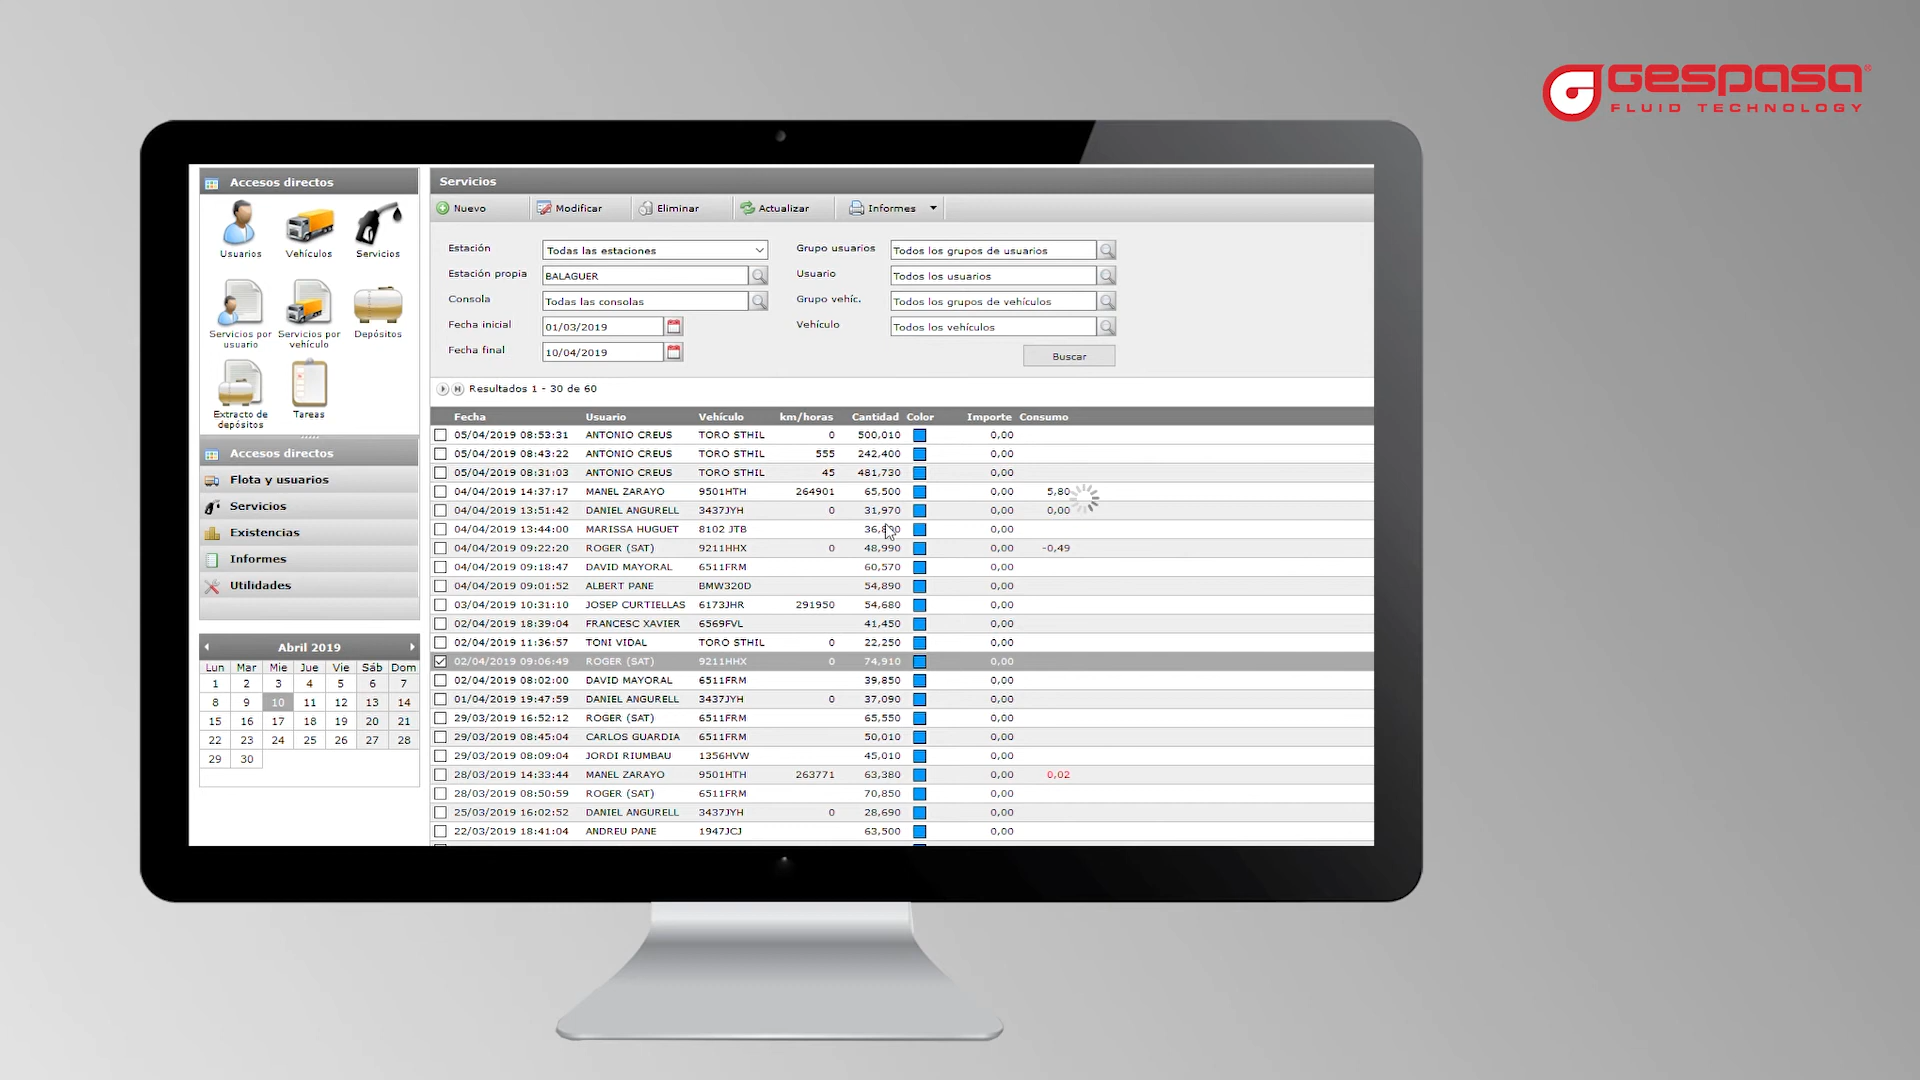 GESPASA®
FLUID TECHNOLOGY
Accesos directos
Usuarios Vehículos Servicios
Servicios por usuario Servicios por vehículo Depósitos
Extracto de depósitos Tareas
Accesos directos
Flota y usuarios
Servicios
Existencias
Informes
Utilidades
Abril 2019
Lun Mar Mie Jue Vie Sáb Dom
1 2 3 4 5 6 7
8 9 10 11 12 13 14
15 16 17 18 19 20 21
22 23 24 25 26 27 28
29 30
Servicios
Nuevo Modificar Eliminar Actualizar Informes
Estación Todas las estaciones Grupo usuarios Todos los grupos de usuarios
Estación propia BALAGUER Usuario Todos los usuarios
Consola Todas las consolas Grupo vehíc. Todos los grupos de vehículos
Fecha inicial 01/03/2019 Vehículo Todos los vehículos
Fecha final 10/04/2019 Buscar
Resultados 1 - 30 de 60
Fecha Usuario Vehículo km/horas Cantidad Color Importe Consumo
05/04/2019 08:53:31 ANTONIO CREUS TORO STHIL 0 500,010 0,00
05/04/2019 08:43:22 ANTONIO CREUS TORO STHIL 555 242,400 0,00
05/04/2019 08:31:03 ANTONIO CREUS TORO STHIL 45 481,730 0,00
04/04/2019 14:37:17 MANEL ZARAYO 9501HTH 264901 65,500 0,00 5,80
04/04/2019 13:51:42 DANIEL ANGURELL 3437JYH 0 31,970 0,00 0,00
04/04/2019 13:44:00 MARISSA HUGUET 8102 JTB 0,00
04/04/2019 09:22:20 ROGER (SAT) 9211HHX 0 48,990 0,00 -0,49
04/04/2019 09:18:47 DAVID MAYORAL 6511FRM 60,570 0,00
04/04/2019 09:01:52 ALBERT PANE BMW320D 54,890 0,00
03/04/2019 10:31:10 JOSEP CURTIELLAS 6173JHR 291950 54,680 0,00
02/04/2019 18:39:04 FRANCESC XAVIER 6569FVL 41,450 0,00
02/04/2019 11:36:57 TONI VIDAL TORO STHIL 0 22,250 0,00
02/04/2019 09:06:49 ROGER (SAT) 9211HHX 0 74,910 0,00
02/04/2019 08:02:00 DAVID MAYORAL 6511FRM 39,850 0,00
01/04/2019 19:47:59 DANIEL ANGURELL 3437JYH 0 37,090 0,00
29/03/2019 16:52:12 ROGER (SAT) 6511FRM 65,550 0,00
29/03/2019 08:45:04 CARLOS GUARDIA 6511FRM 50,010 0,00
29/03/2019 08:09:04 JORDI RIUMBAU 1356HVW 45,010 0,00
28/03/2019 14:33:44 MANEL ZARAYO 9501HTH 263771 63,380 0,00 0,02
28/03/2019 08:50:59 ROGER (SAT) 6511FRM 70,850 0,00
25/03/2019 16:02:52 DANIEL ANGURELL 3437JYH 0 28,690 0,00
22/03/2019 18:41:04 ANDREU PANE 1947JCJ 63,500 0,00